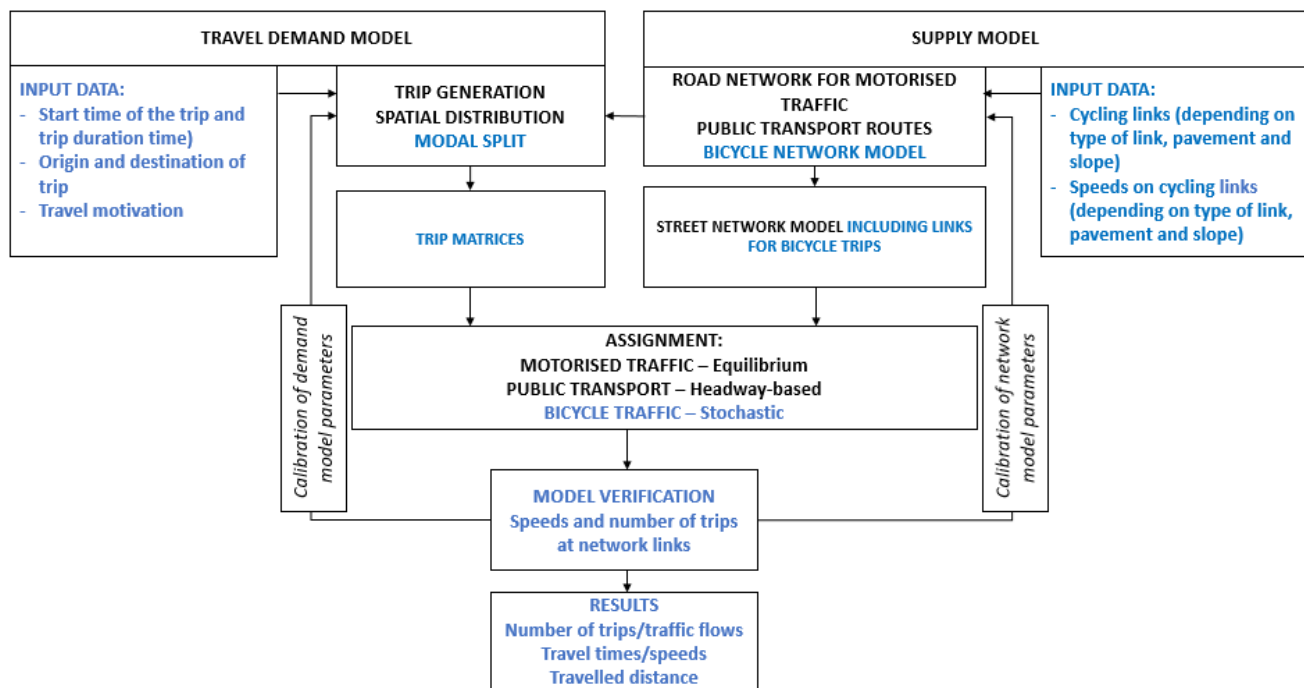 TRAVEL DEMAND MODEL
SUPPLY MODEL
INPUT DATA:
- Start time of the trip and
trip duration time)
- Origin and destination of
trip
- Travel motivation
TRIP GENERATION
SPATIAL DISTRIBUTION
MODAL SPLIT
ROAD NETWORK FOR MOTORISED
TRAFFIC
PUBLIC TRANSPORT ROUTES
BICYCLE NETWORK MODEL
INPUT DATA:
- Cycling links (depending on
type of link, pavement and
slope)
- Speeds on cycling links
(depending on type of link,
pavement and slope)
TRIP MATRICES
STREET NETWORK MODEL INCLUDING LINKS
FOR BICYCLE TRIPS
Calibration of demand
model parameters
ASSIGNMENT:
MOTORISED TRAFFIC – Equilibrium
PUBLIC TRANSPORT – Headway-based
BICYCLE TRAFFIC – Stochastic
Calibration of network
model parameters
MODEL VERIFICATION
Speeds and number of trips
at network links
RESULTS
Number of trips/traffic flows
Travel times/speeds
Travelled distance